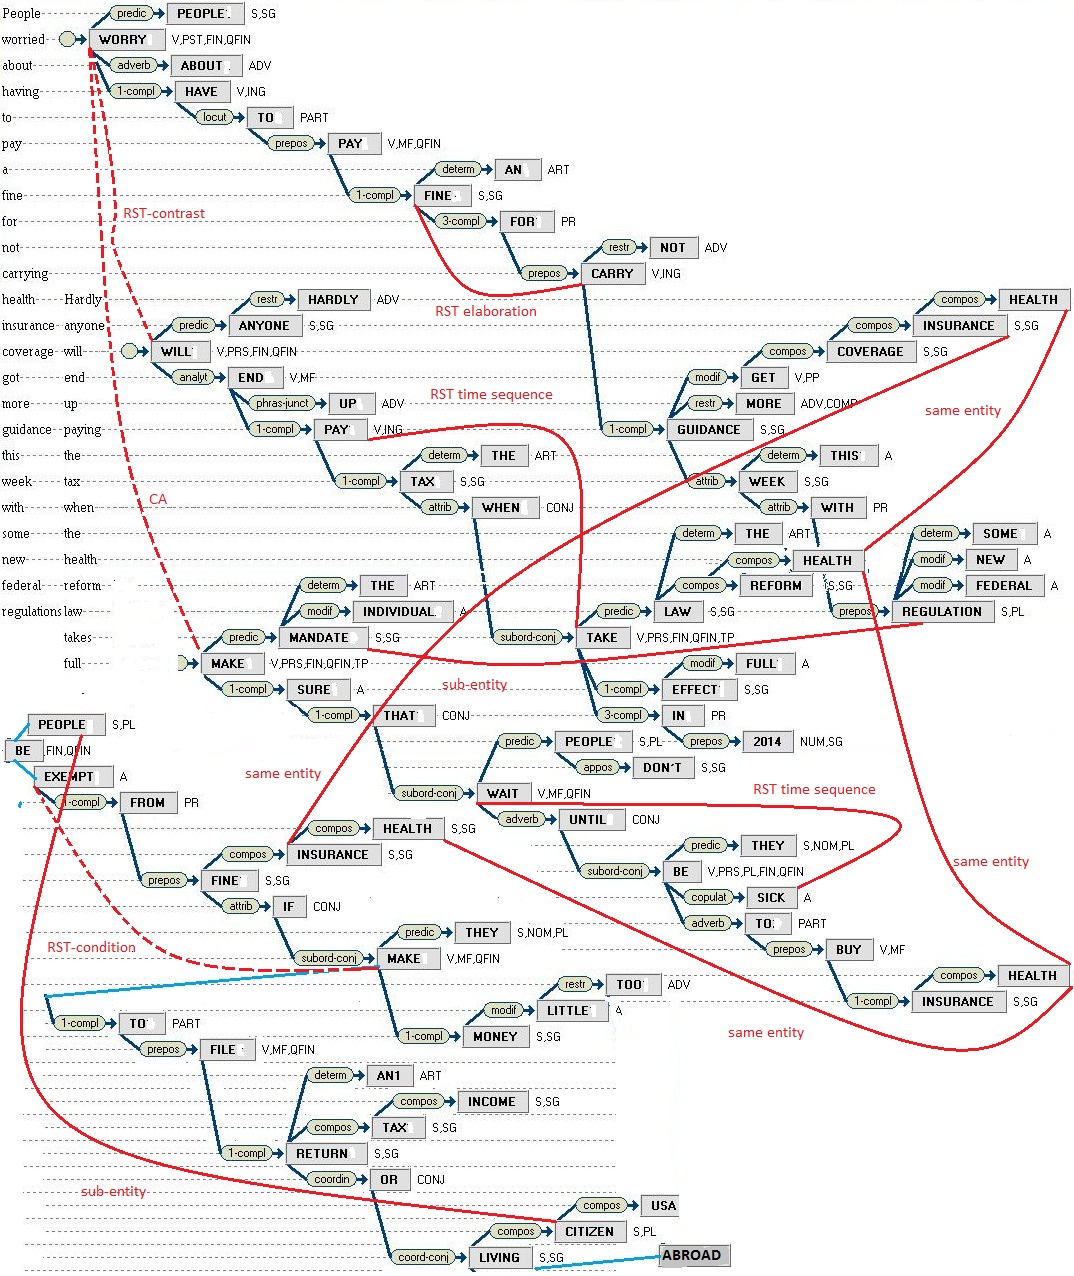 People predic PEOPLE S,SG
worried WORRY V,PST,FIN,QFIN
about adverb ABOUT ADV
having 1-compl HAVE V,ING
to locut TO PART
pay prepos PAY V,MF,QFIN
a determ AN ART
fine 1-compl FINE S,SG
RST-contrast
for 3-compl FOR PR
not restr NOT ADV
carrying prepos CARRY V,ING
health Hardly restr HARDLY ADV compos HEALTH
RST elaboration
insurance anyone predic ANYONE S,SG compos INSURANCE S,SG
coverage will WILL V,PRS,FIN,QFIN compos COVERAGE S,SG
got end analyt END V,MF modif GET V,PP
RST time sequence
more up phras-junct UP ADV restr MORE ADV,COMP
same entity
guidance paying 1-compl PAY V,ING 1-compl GUIDANCE S,SG
this the determ THE ART determ THIS A
week tax 1-compl TAX S,SG attrib WEEK S,SG
CA
with when attrib WHEN CONJ attrib WITH PR
some the determ THE ART determ SOME A
new health compos HEALTH modif NEW A
federal reform determ THE ART compos REFORM S,SG modif FEDERAL A
regulations law modif INDIVIDUAL A predic LAW S,SG prepos REGULATION S,PL
takes predic MANDATE S,SG subord-conj TAKE V,PRS,FIN,QFIN,TP
full MAKE V,PRS,FIN,QFIN,TP modif FULL A
sub-entity
1-compl SURE A 1-compl EFFECT S,SG
1-compl THAT CONJ 3-compl IN PR
PEOPLE S,PL
predic PEOPLE S,PL prepos 2014 NUM,SG
BE FIN,QFIN
appos DON'T S,SG
same entity
EXEMPT A
subord-conj WAIT V,MF,QFIN
RST time sequence
1-compl FROM PR
adverb UNTIL CONJ
compos HEALTH S,SG
predic THEY S,NOM,PL
compos INSURANCE S,SG
same entity
subord-conj BE V,PRS,PL,FIN,QFIN
prepos FINE S,SG
copulat SICK A
attrib IF CONJ
adverb TO PART
predic THEY S,NOM,PL
RST-condition
prepos BUY V,MF
subord-conj MAKE V,MF,QFIN
compos HEALTH
restr TOO ADV
1-compl INSURANCE S,SG
modif LITTLE A
1-compl TO PART
1-compl MONEY S,SG
same entity
prepos FILE V,MF,QFIN
determ AN1 ART
compos INCOME S,SG
compos TAX S,SG
1-compl RETURN S,SG
coordin OR CONJ
sub-entity
compos USA
compos CITIZEN S,PL
coord-conj LIVING S,SG ABROAD